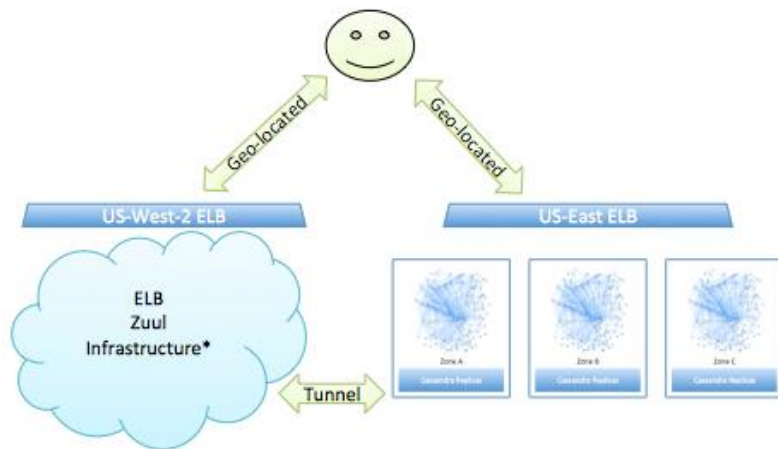 Geo-located
Geo-located
US-West-2 ELB
US-East ELB
ELB
Zuul
Infrastructure*
Zone A
Zone B
Zone C
Cassandra Replicas
Cassandra Replicas
Cassandra Replicas
Tunnel